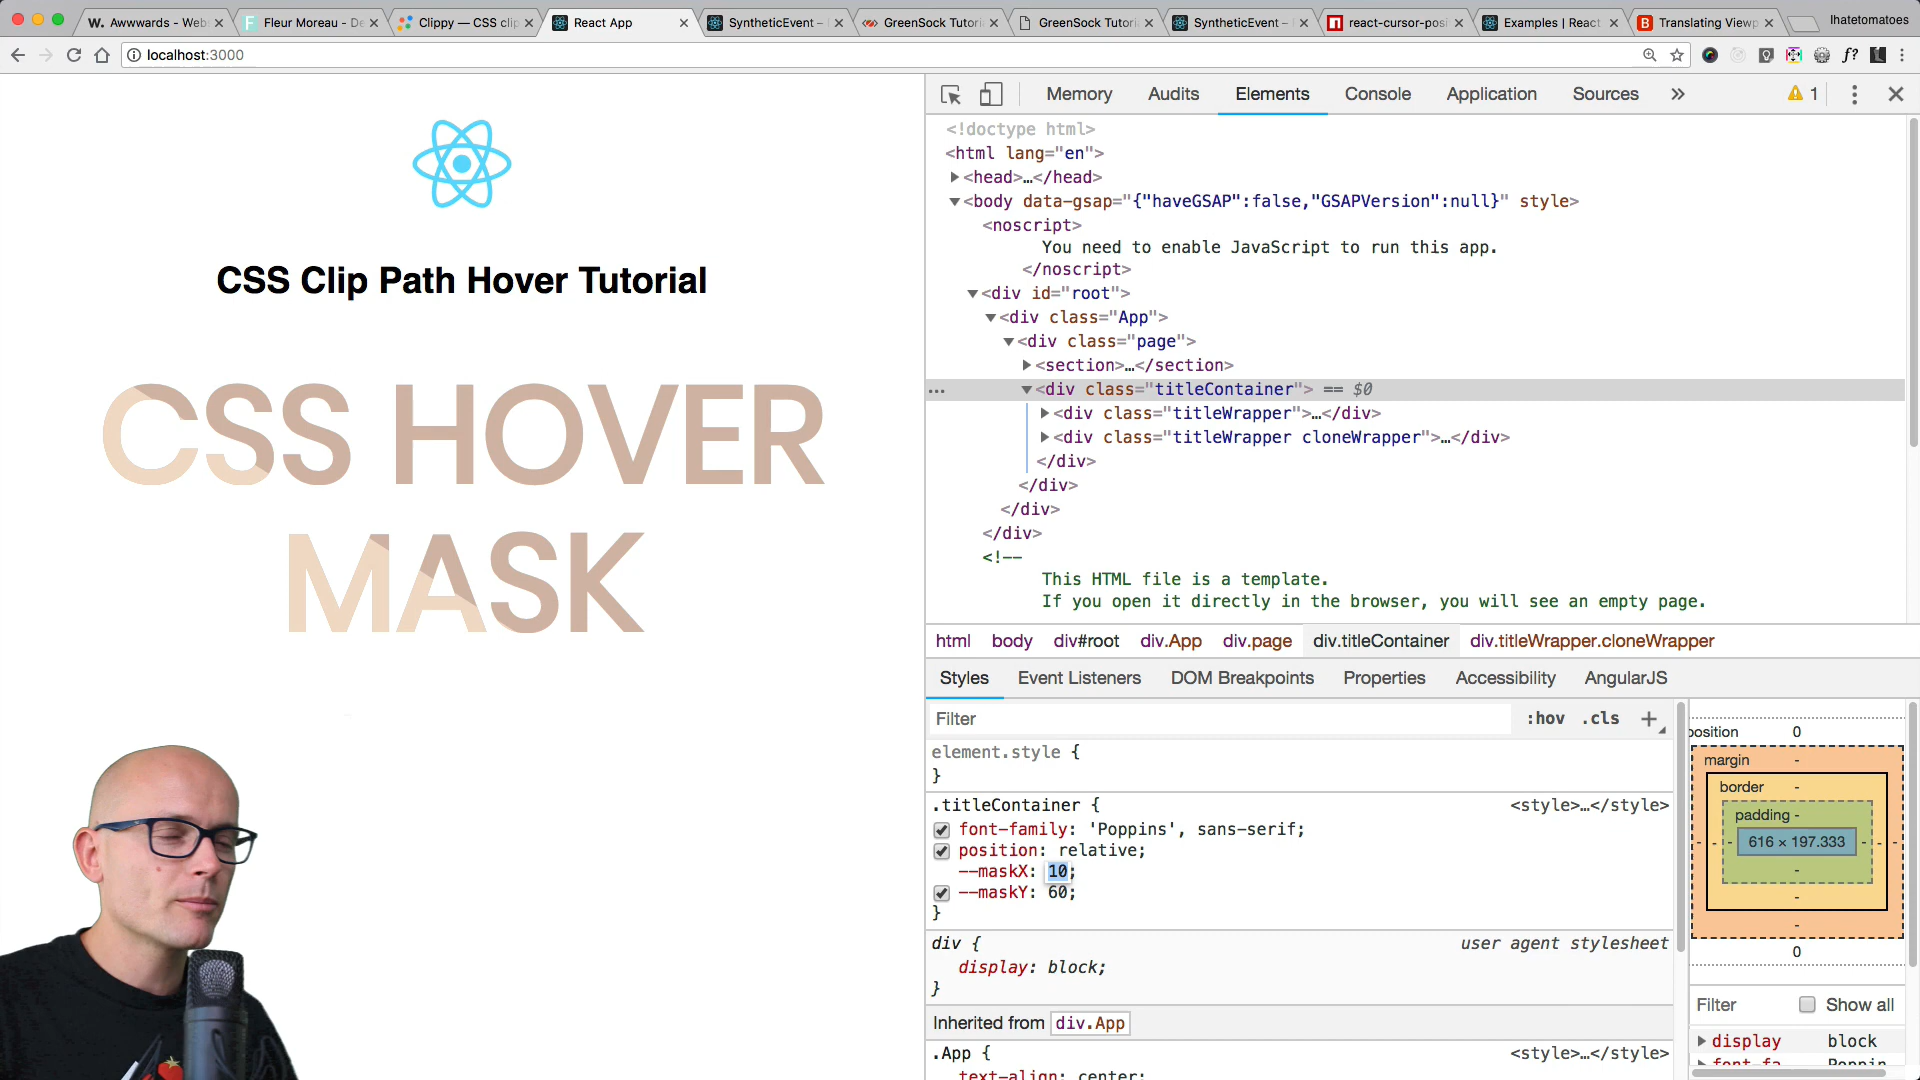 W. Awwwards - Web
Fleur Moreau - De
Clippy — CSS clip
React App
SyntheticEvent –
GreenSock Tutori
GreenSock Tutori
SyntheticEvent –
react-cursor-posi
Examples | React
Translating Viewp
Ihatetomatoes
localhost:3000
f?
CSS Clip Path Hover Tutorial
CSS HOVER
MASK
Memory Audits Elements Console Application Sources » 1
<!doctype html>
<html lang="en">
<head>…</head>
<body data-gsap="{"haveGSAP":false,"GSAPVersion":null}" style>
<noscript>
You need to enable JavaScript to run this app.
</noscript>
<div id="root">
<div class="App">
<div class="page">
<section>…</section>
… <div class="titleContainer"> == $0
<div class="titleWrapper">…</div>
<div class="titleWrapper cloneWrapper">…</div>
</div>
</div>
</div>
</div>
<!--
This HTML file is a template.
If you open it directly in the browser, you will see an empty page.
html body div#root div.App div.page div.titleContainer div.titleWrapper.cloneWrapper
Styles Event Listeners DOM Breakpoints Properties Accessibility AngularJS
Filter :hov .cls +
element.style {
}
.titleContainer { <style>…</style>
font-family: 'Poppins', sans-serif;
position: relative;
--maskX: 10;
--maskY: 60;
}
div { user agent stylesheet
display: block;
}
Inherited from div.App
.App { <style>…</style>
text-align: center;
position 0
margin -
border -
padding -
- - - 616 × 197.333 - - -
-
-
-
0
Filter Show all
display block
font-fa Poppin